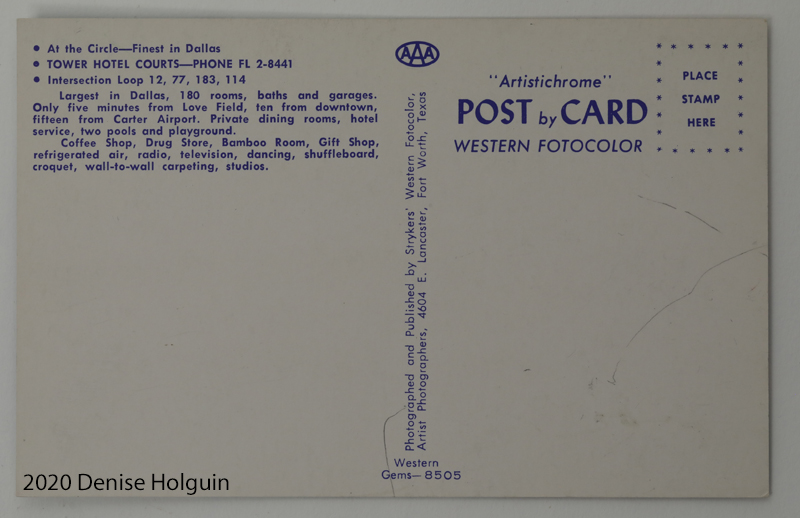 • At the Circle—Finest in Dallas
• TOWER HOTEL COURTS—PHONE FL 2-8441
• Intersection Loop 12, 77, 183, 114
Largest in Dallas, 180 rooms, baths and garages.
Only five minutes from Love Field, ten from downtown,
fifteen from Carter Airport. Private dining rooms, hotel
service, two pools and playground.
Coffee Shop, Drug Store, Bamboo Room, Gift Shop,
refrigerated air, radio, television, dancing, shuffleboard,
croquet, wall-to-wall carpeting, studios.
AAA
Photographed and Published by Strykers' Western Fotocolor,
Artist Photographers, 4604 E. Lancaster, Fort Worth, Texas
Western
Gems—8505
"Artistichrome"
POST by CARD
WESTERN FOTOCOLOR
PLACE
STAMP
HERE
2020 Denise Holguin